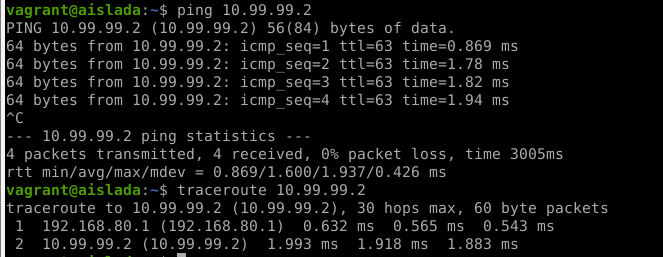 vagrant@aislada:~$ ping 10.99.99.2
PING 10.99.99.2 (10.99.99.2) 56(84) bytes of data.
64 bytes from 10.99.99.2: icmp_seq=1 ttl=63 time=0.869 ms
64 bytes from 10.99.99.2: icmp_seq=2 ttl=63 time=1.78 ms
64 bytes from 10.99.99.2: icmp_seq=3 ttl=63 time=1.82 ms
64 bytes from 10.99.99.2: icmp_seq=4 ttl=63 time=1.94 ms
^C
--- 10.99.99.2 ping statistics ---
4 packets transmitted, 4 received, 0% packet loss, time 3005ms
rtt min/avg/max/mdev = 0.869/1.600/1.937/0.426 ms
vagrant@aislada:~$ traceroute 10.99.99.2
traceroute to 10.99.99.2 (10.99.99.2), 30 hops max, 60 byte packets
 1  192.168.80.1 (192.168.80.1)  0.632 ms  0.565 ms  0.543 ms
 2  10.99.99.2 (10.99.99.2)  1.993 ms  1.918 ms  1.883 ms